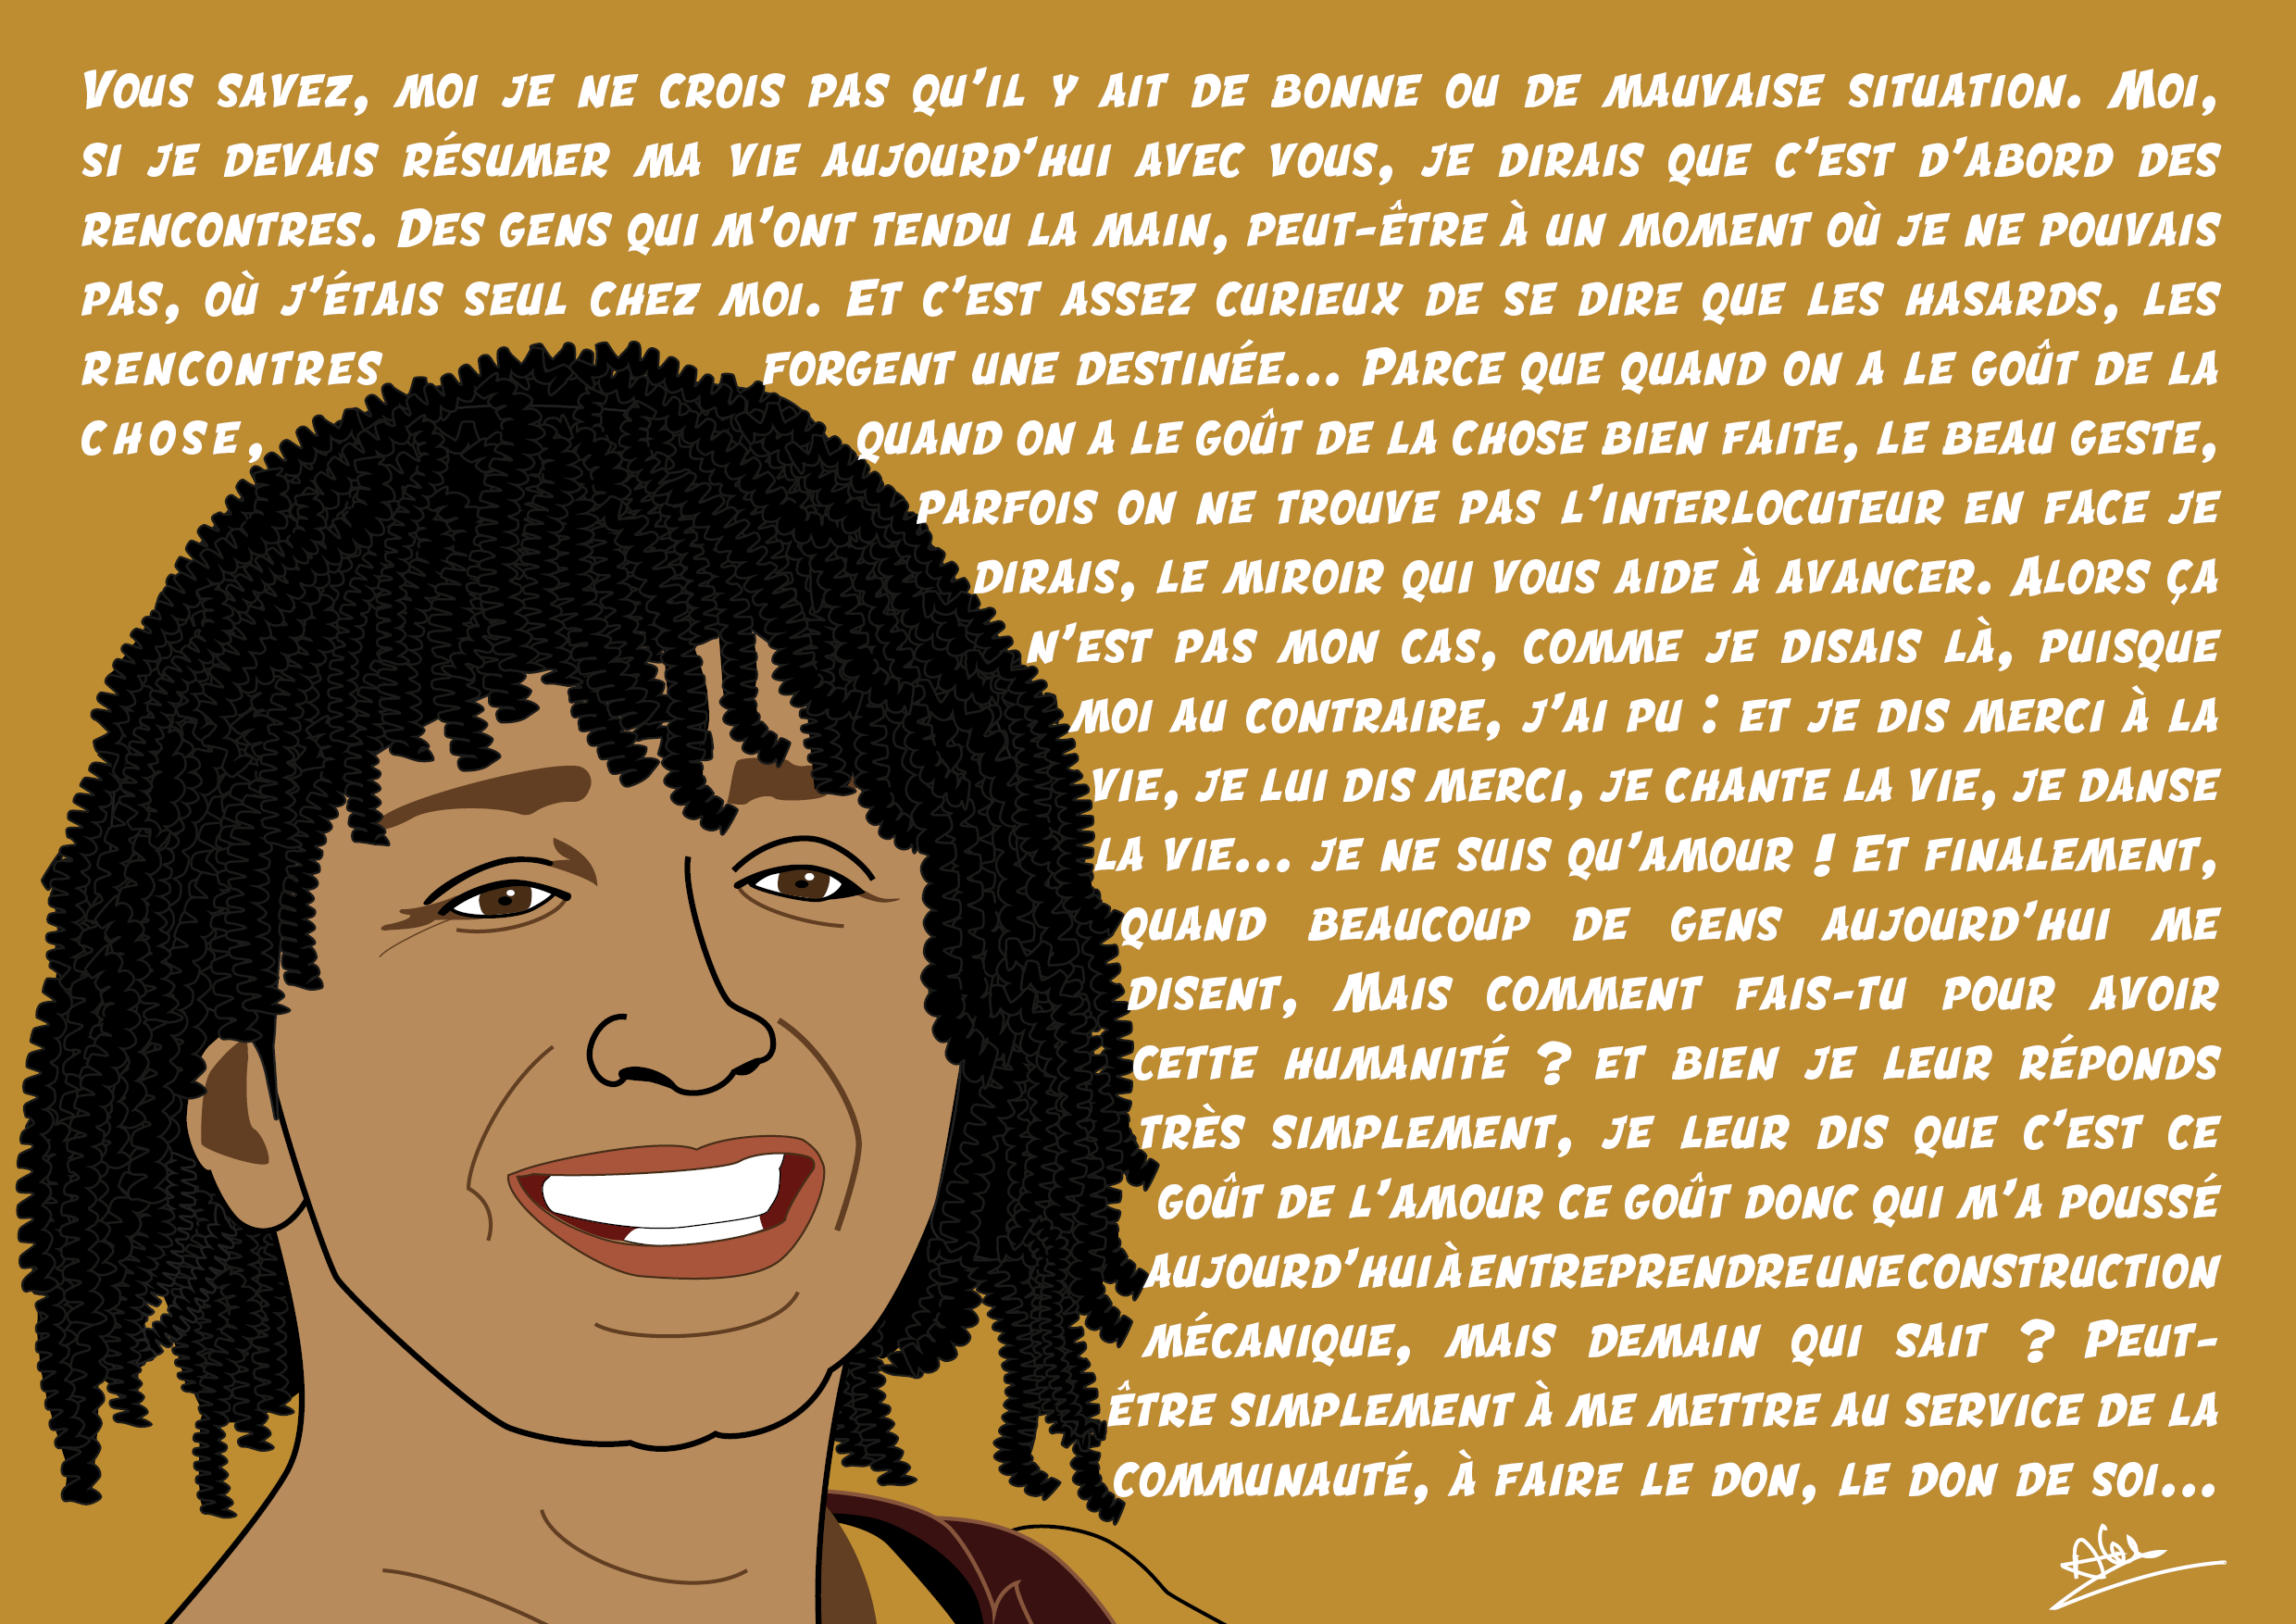 Vous savez, moi je ne crois pas qu'il y ait de bonne ou de mauvaise situation. Moi,
si je devais résumer ma vie aujourd'hui avec vous, je dirais que c'est d'abord des
rencontres. Des gens qui m'ont tendu la main, peut-être à un moment où je ne pouvais
pas, où j'étais seul chez moi. Et c'est assez curieux de se dire que les hasards, les
rencontres forgent une destinée... Parce que quand on a le goût de la
chose, quand on a le goût de la chose bien faite, le beau geste,
parfois on ne trouve pas l'interlocuteur en face je
dirais, le miroir qui vous aide à avancer. Alors ça
n'est pas mon cas, comme je disais là, puisque
moi au contraire, j'ai pu : et je dis merci à la
vie, je lui dis merci, je chante la vie, je danse
la vie... je ne suis qu'amour ! Et finalement,
quand beaucoup de gens aujourd'hui me
disent, Mais comment fais-tu pour avoir
cette humanité ? et bien je leur réponds
très simplement, je leur dis que c'est ce
goût de l'amour ce goût donc qui m'a poussé
aujourd'hui à entreprendre une construction
mécanique, mais demain qui sait ? Peut-
être simplement à me mettre au service de la
communauté, à faire le don, le don de soi...